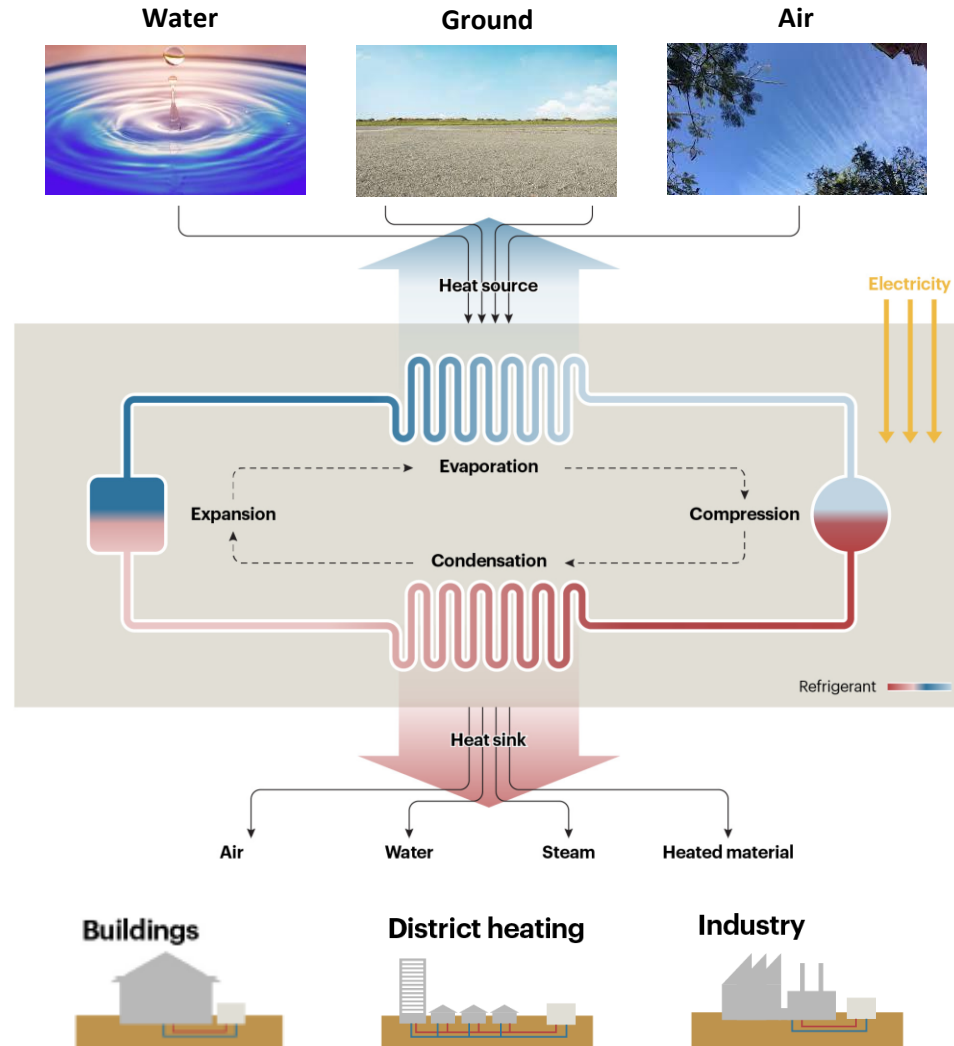 Water
Ground
Air
Heat source
Electricity
Evaporation
Expansion
Compression
Condensation
Refrigerant
Heat sink
Air
Water
Steam
Heated material
Buildings
District heating
Industry